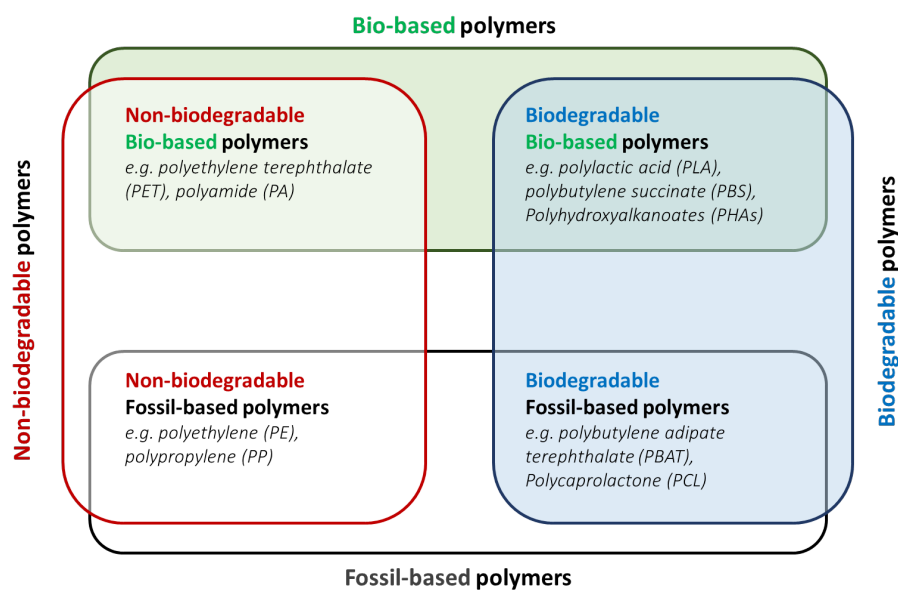 Bio-based polymers
Non-biodegradable polymers
Non-biodegradable
Bio-based polymers
e.g. polyethylene terephthalate
(PET), polyamide (PA)
Biodegradable
Bio-based polymers
e.g. polylactic acid (PLA),
polybutylene succinate (PBS),
Polyhydroxyalkanoates (PHAs)
Biodegradable polymers
Non-biodegradable
Fossil-based polymers
e.g. polyethylene (PE),
polypropylene (PP)
Biodegradable
Fossil-based polymers
e.g. polybutylene adipate
terephthalate (PBAT),
Polycaprolactone (PCL)
Fossil-based polymers